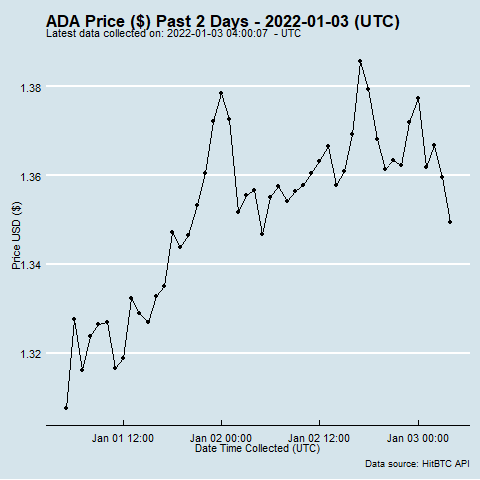 ADA Price ($) Past 2 Days - 2022-01-03 (UTC)
Latest data collected on: 2022-01-03 04:00:07 - UTC
1.38
1.36
1.34
1.32
Price USD ($)
Jan 01 12:00
Jan 02 00:00
Jan 02 12:00
Jan 03 00:00
Date Time Collected (UTC)
Data source: HitBTC API